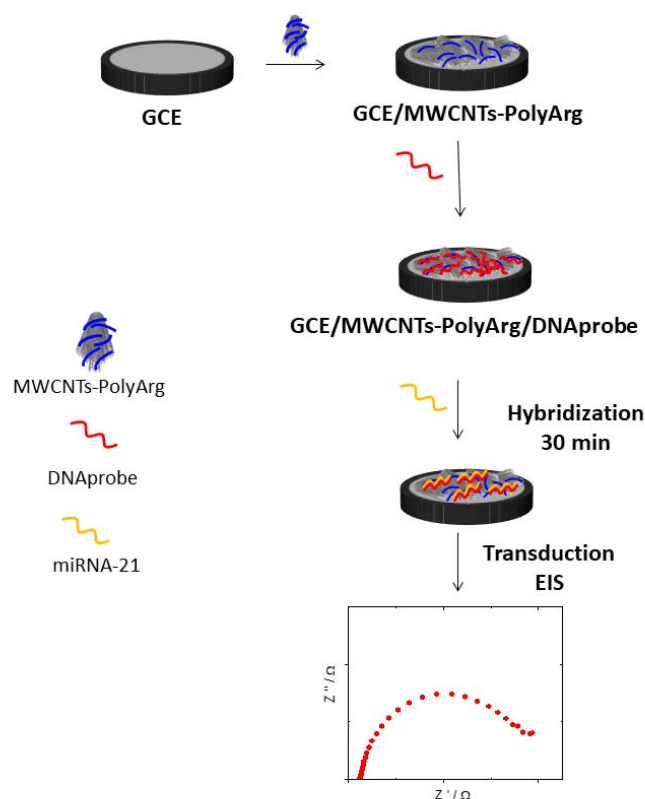 GCE
GCE/MWCNTs-PolyArg
GCE/MWCNTs-PolyArg/DNAprobe
MWCNTs-PolyArg
DNAprobe
miRNA-21
Hybridization
30 min
Transduction
EIS
Z''/ Ω
Z'/ Ω